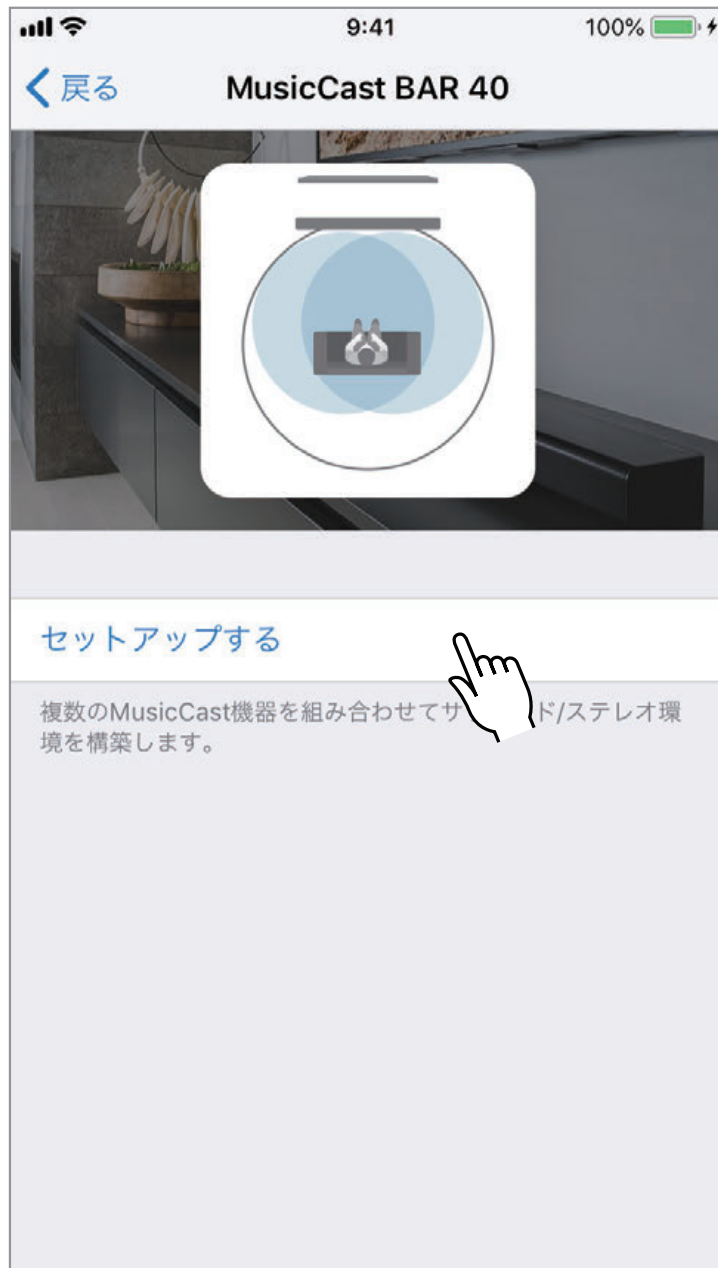 9:41
100%
戻る
MusicCast BAR 40
セットアップする
複数のMusicCast機器を組み合わせてサ ド/ステレオ環
境を構築します。